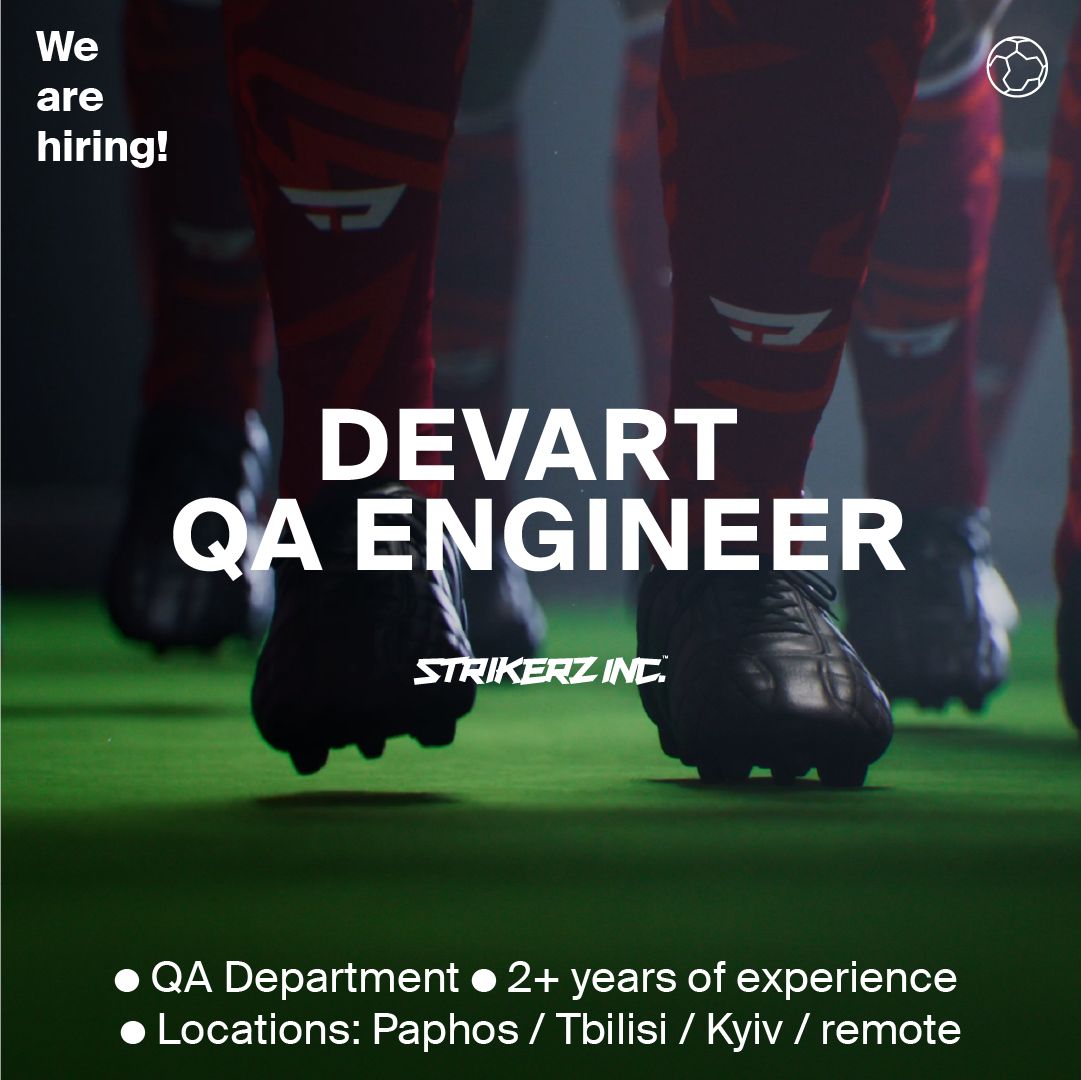 We
are
hiring!
DEVART
QA ENGINEER
STRIKERZ INC.™
● QA Department ● 2+ years of experience
● Locations: Paphos / Tbilisi / Kyiv / remote